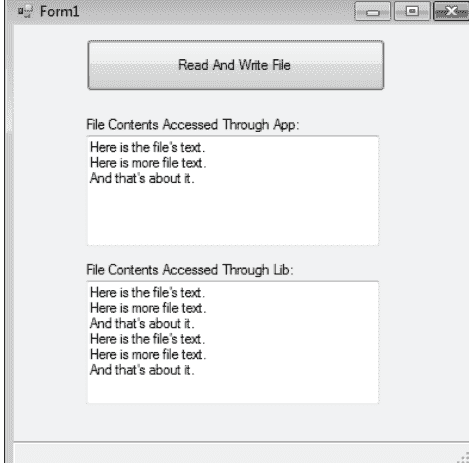 Form1
Read And Write File
File Contents Accessed Through App:
Here is the file's text.
Here is more file text.
And that's about it.
File Contents Accessed Through Lib:
Here is the file's text.
Here is more file text.
And that's about it.
Here is the file's text.
Here is more file text.
And that's about it.